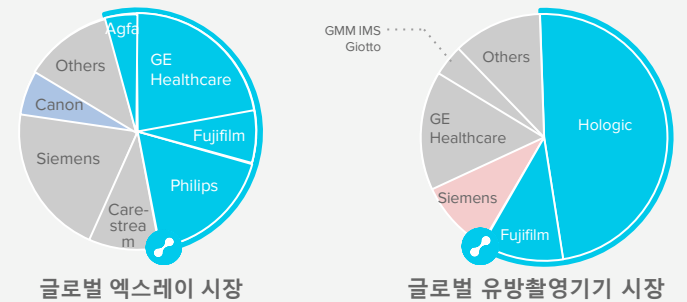 Agfa
GE
Healthcare
Others
Canon
Fujifilm
Siemens
Philips
Care-
strea
m
글로벌 엑스레이 시장
GMM IMS
Giotto
Others
Hologic
GE
Healthcare
Siemens
Fujifilm
글로벌 유방촬영기기 시장